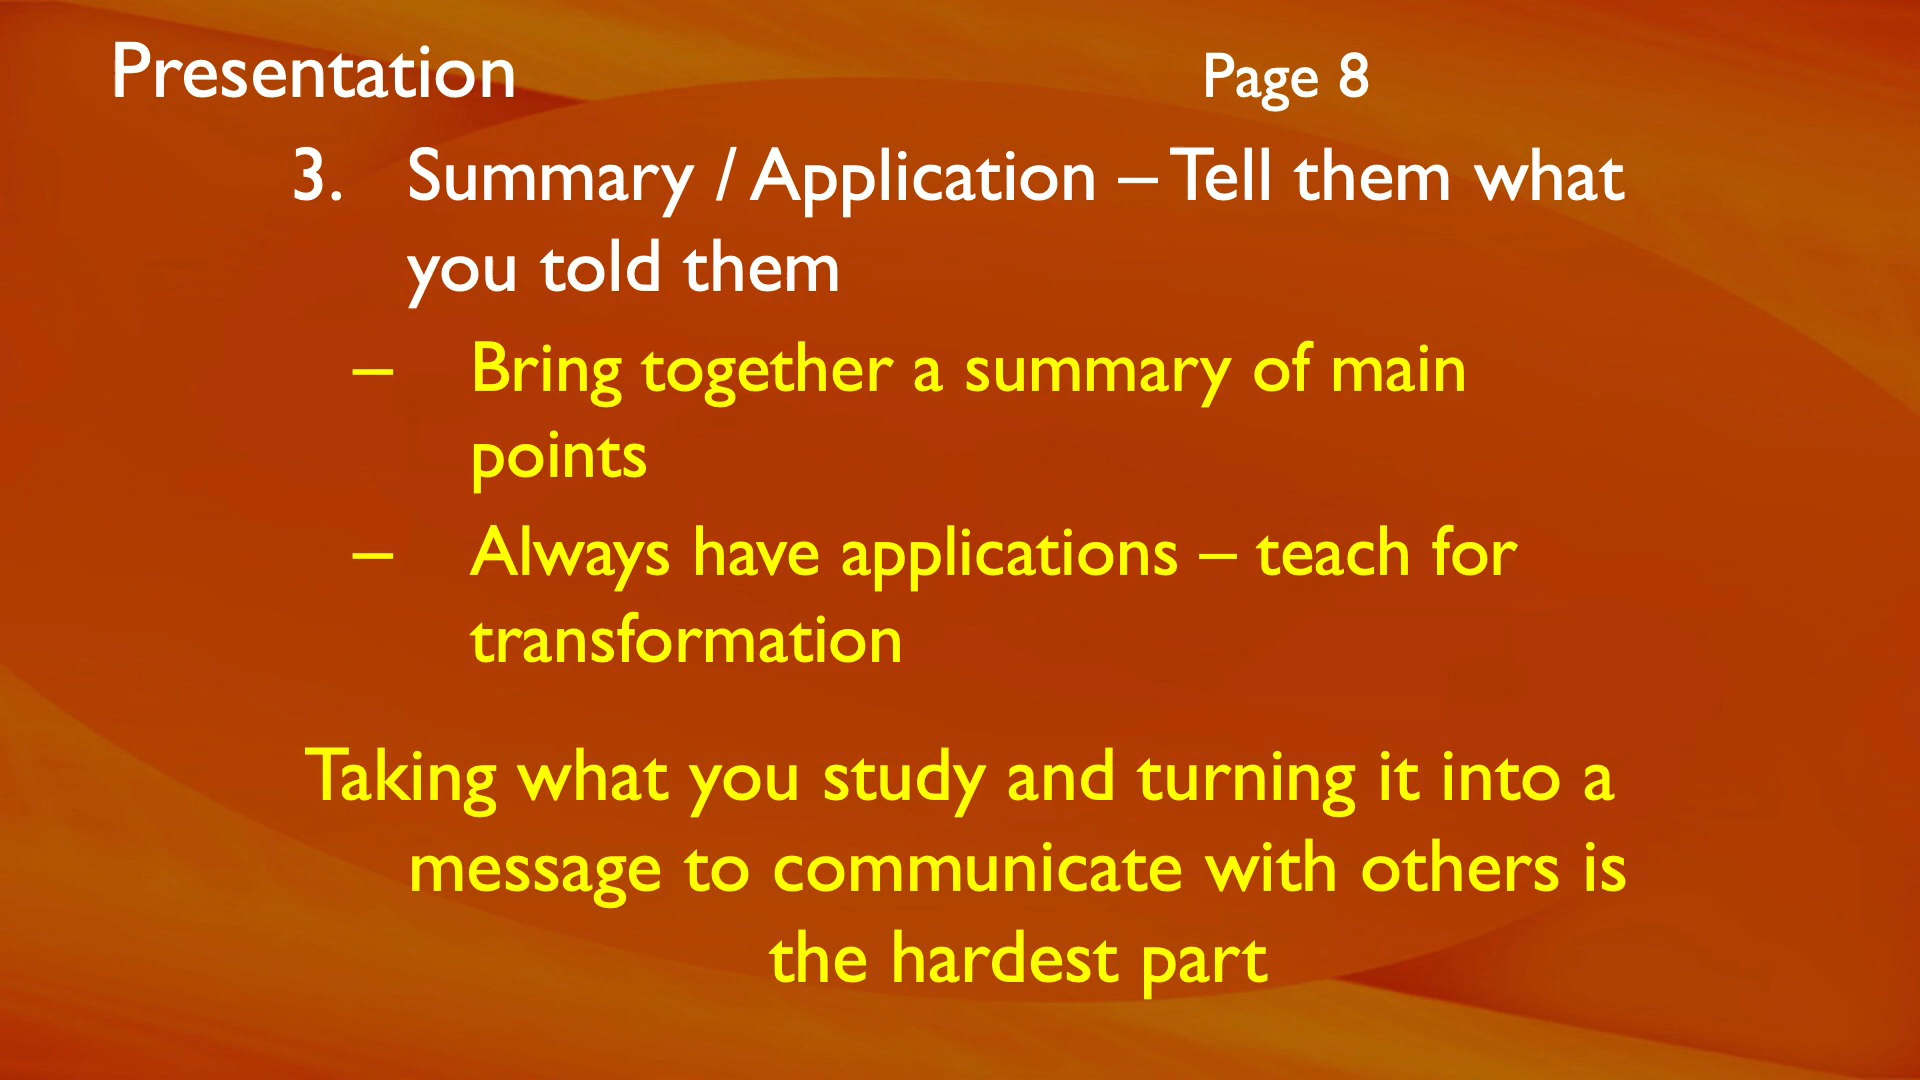 Presentation Page 8
3. Summary / Application – Tell them what
you told them
– Bring together a summary of main
points
– Always have applications – teach for
transformation
Taking what you study and turning it into a
message to communicate with others is
the hardest part